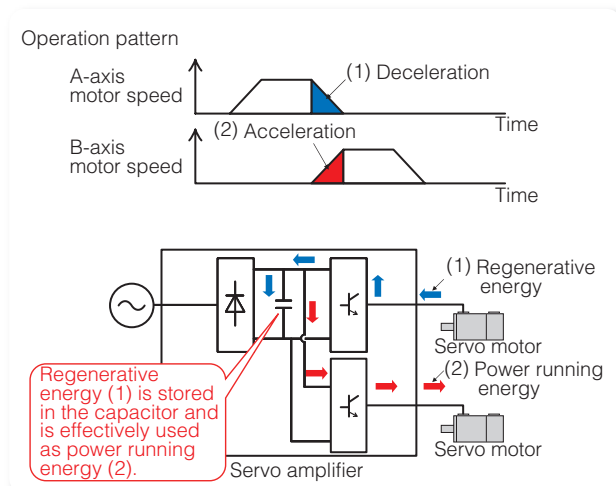 Operation pattern
A-axis
motor speed
(1) Deceleration
Time
(2) Acceleration
B-axis
motor speed
Time
(1) Regenerative
energy
Servo motor
(2) Power running
energy
Servo motor
Regenerative
energy (1) is stored
in the capacitor and
is effectively used
as power running
energy (2).
Servo amplifier